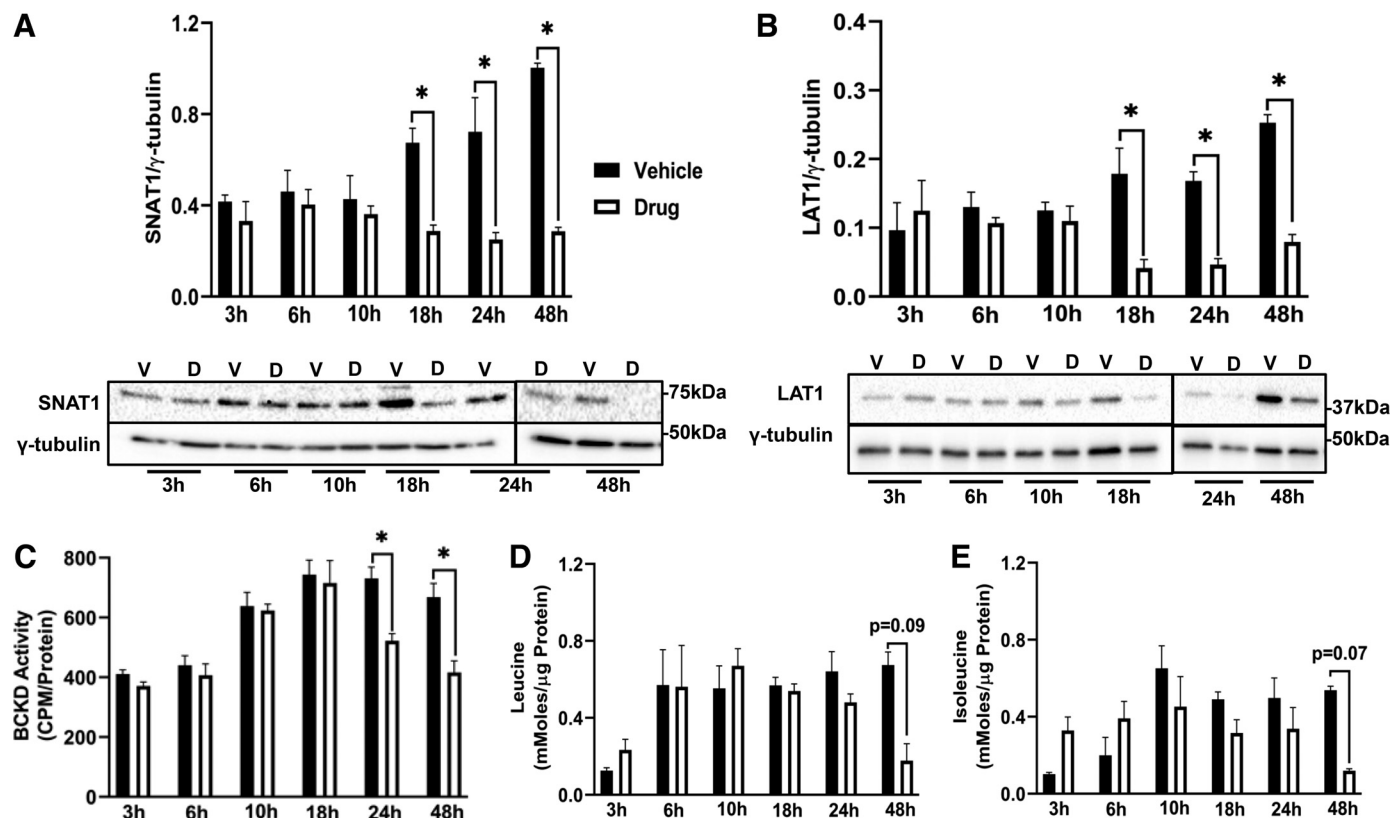 A
SNAT1/γ-tubulin
1.2
0.8
0.4
0.0
* * *
3h 6h 10h 18h 24h 48h
Vehicle
Drug
V D V D V D V D V D V D
SNAT1
-75kDa
γ-tubulin
-50kDa
3h 6h 10h 18h 24h 48h
B
LAT1/γ-tubulin
0.4
0.3
0.2
0.1
0.0
* * *
3h 6h 10h 18h 24h 48h
V D V D V D V D V D V D
LAT1
-37kDa
γ-tubulin
-50kDa
3h 6h 10h 18h 24h 48h
C
BCKD Activity
(CPM/Protein)
800
600
400
200
0
* *
3h 6h 10h 18h 24h 48h
D
Leucine
(mMoles/μg Protein)
1.2
0.8
0.4
0.0
p=0.09
3h 6h 10h 18h 24h 48h
E
Isoleucine
(mMoles/μg Protein)
1.2
0.8
0.4
0.0
p=0.07
3h 6h 10h 18h 24h 48h